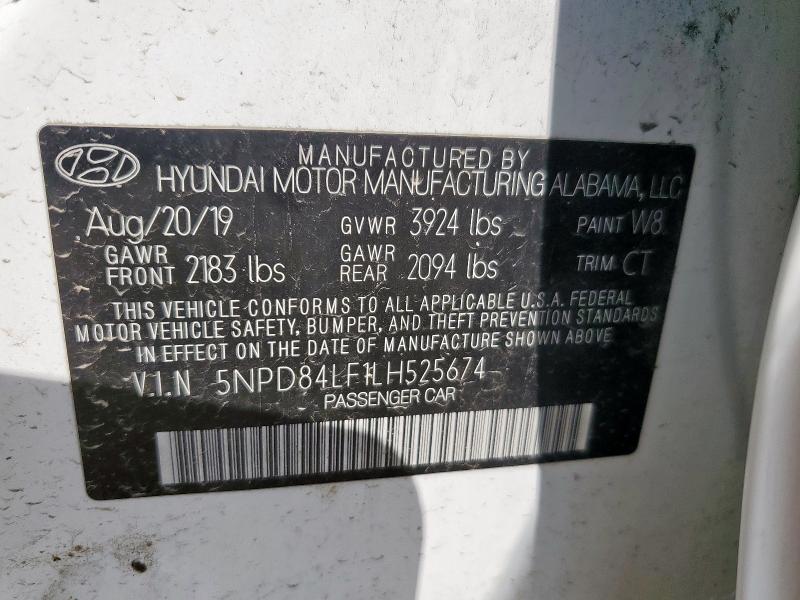 MANUFACTURED BY
HYUNDAI MOTOR MANUFACTURING ALABAMA, LLC
Aug/20/19 GVWR 3924 lbs PAINT W8
GAWR FRONT 2183 lbs GAWR REAR 2094 lbs TRIM CT
THIS VEHICLE CONFORMS TO ALL APPLICABLE U.S.A. FEDERAL
MOTOR VEHICLE SAFETY, BUMPER, AND THEFT PREVENTION STANDARDS
IN EFFECT ON THE DATE OF MANUFACTURE SHOWN ABOVE.
V.I.N 5NPD84LF1LH525674
PASSENGER CAR